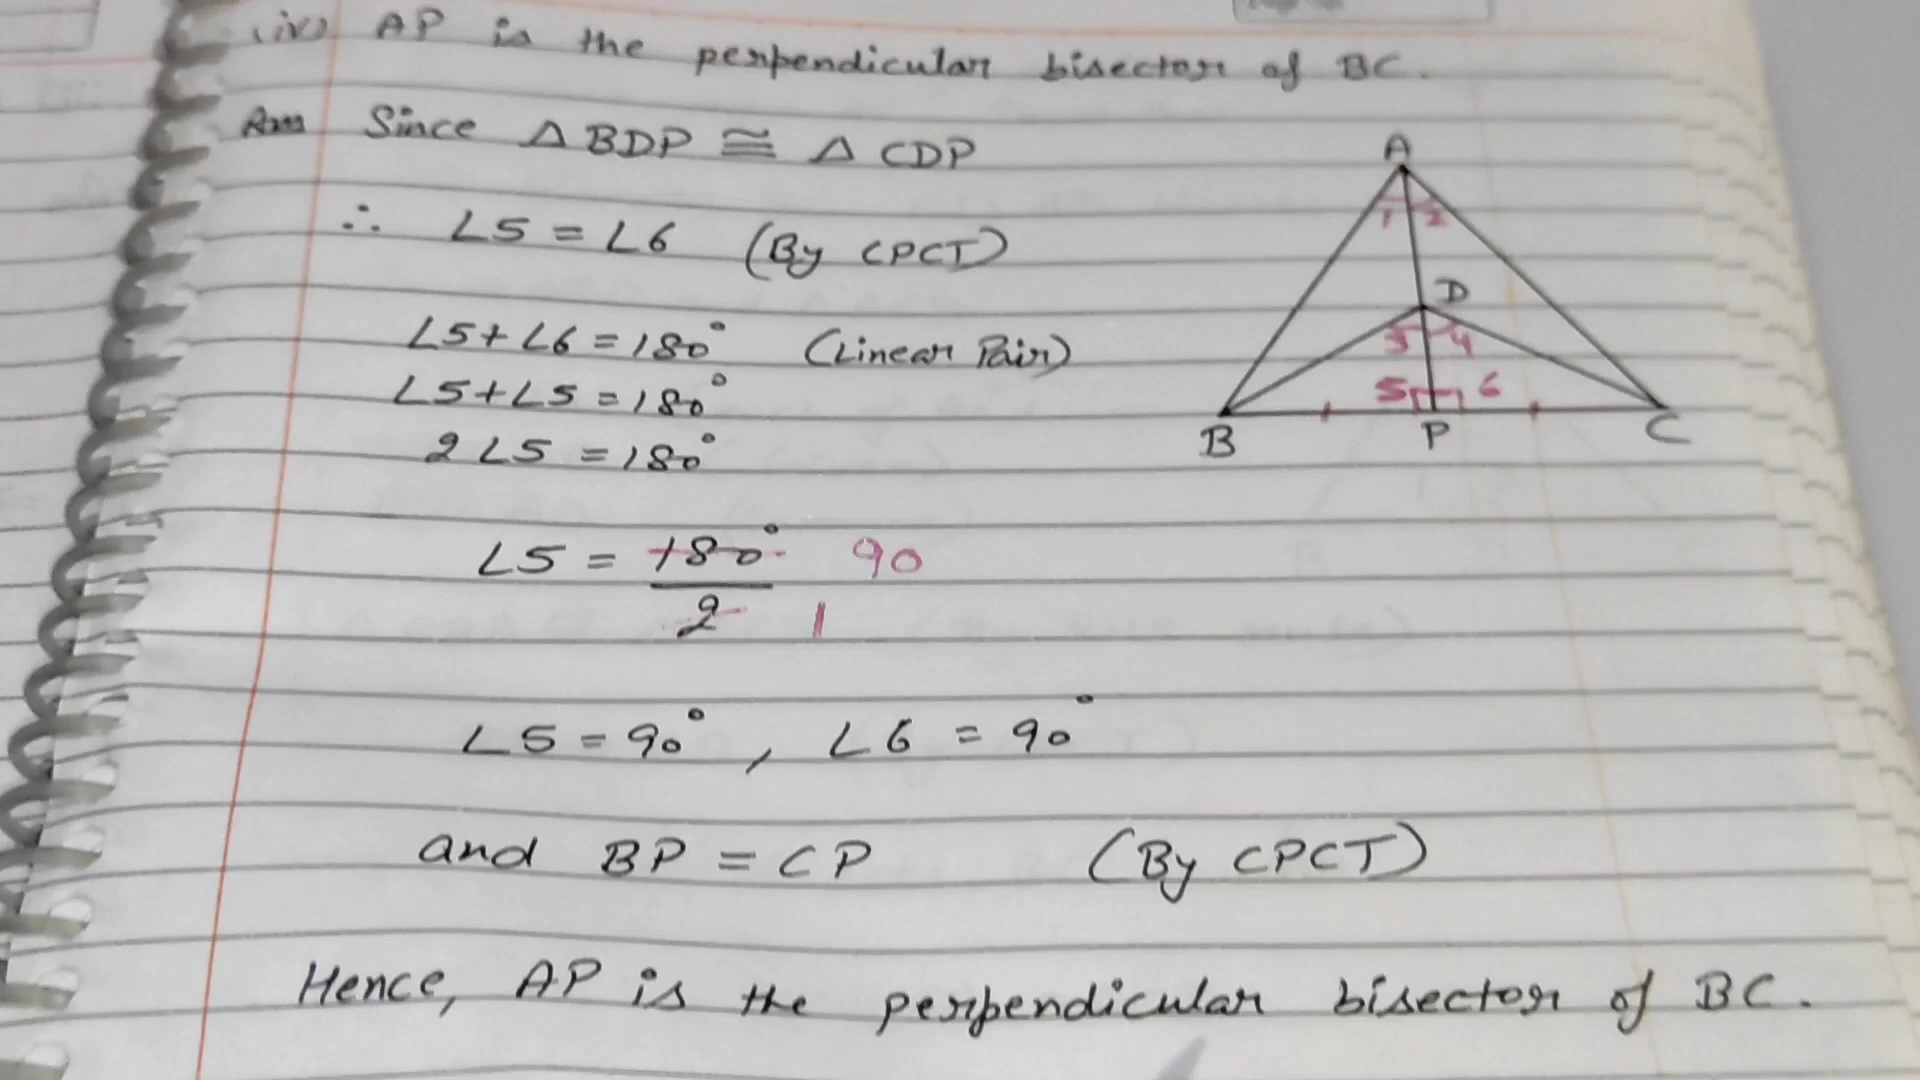 (iv) AP is the perpendicular bisector of BC.
Ans Since △BDP ≅ △CDP
∴ ∠5 = ∠6 (By CPCT)
∠5+∠6 = 180° (Linear Pair)
∠5+∠5 = 180°
2∠5 = 180°
∠5 = 180° 90
2 1
∠5 = 90° , ∠6 = 90°
and BP = CP (By CPCT)
Hence, AP is the perpendicular bisector of BC.
A
1 2
D
3 4
5 6
B P C